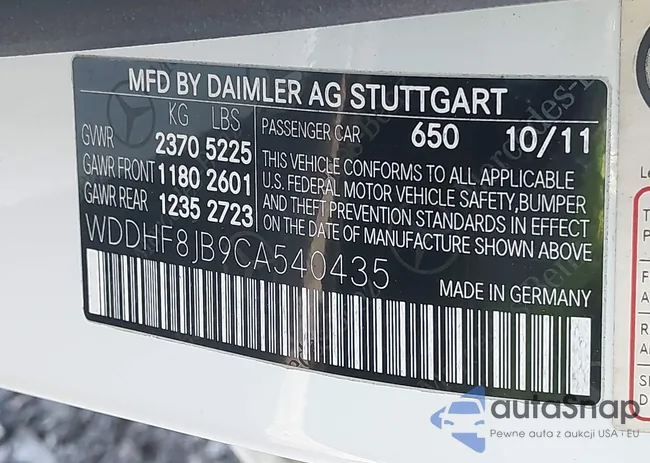 MFD BY DAIMLER AG STUTTGART
KG LBS
GVWR 2370 5225
GAWR FRONT 1180 2601
GAWR REAR 1235 2723
PASSENGER CAR 650 10/11
THIS VEHICLE CONFORMS TO ALL APPLICABLE
U.S. FEDERAL MOTOR VEHICLE SAFETY,BUMPER
AND THEFT PREVENTION STANDARDS IN EFFECT
ON THE DATE OF MANUFACTURE SHOWN ABOVE
WDDHF8JB9CA540435
MADE IN GERMANY
autaSnap
Pewne auta z aukcji USA i EU